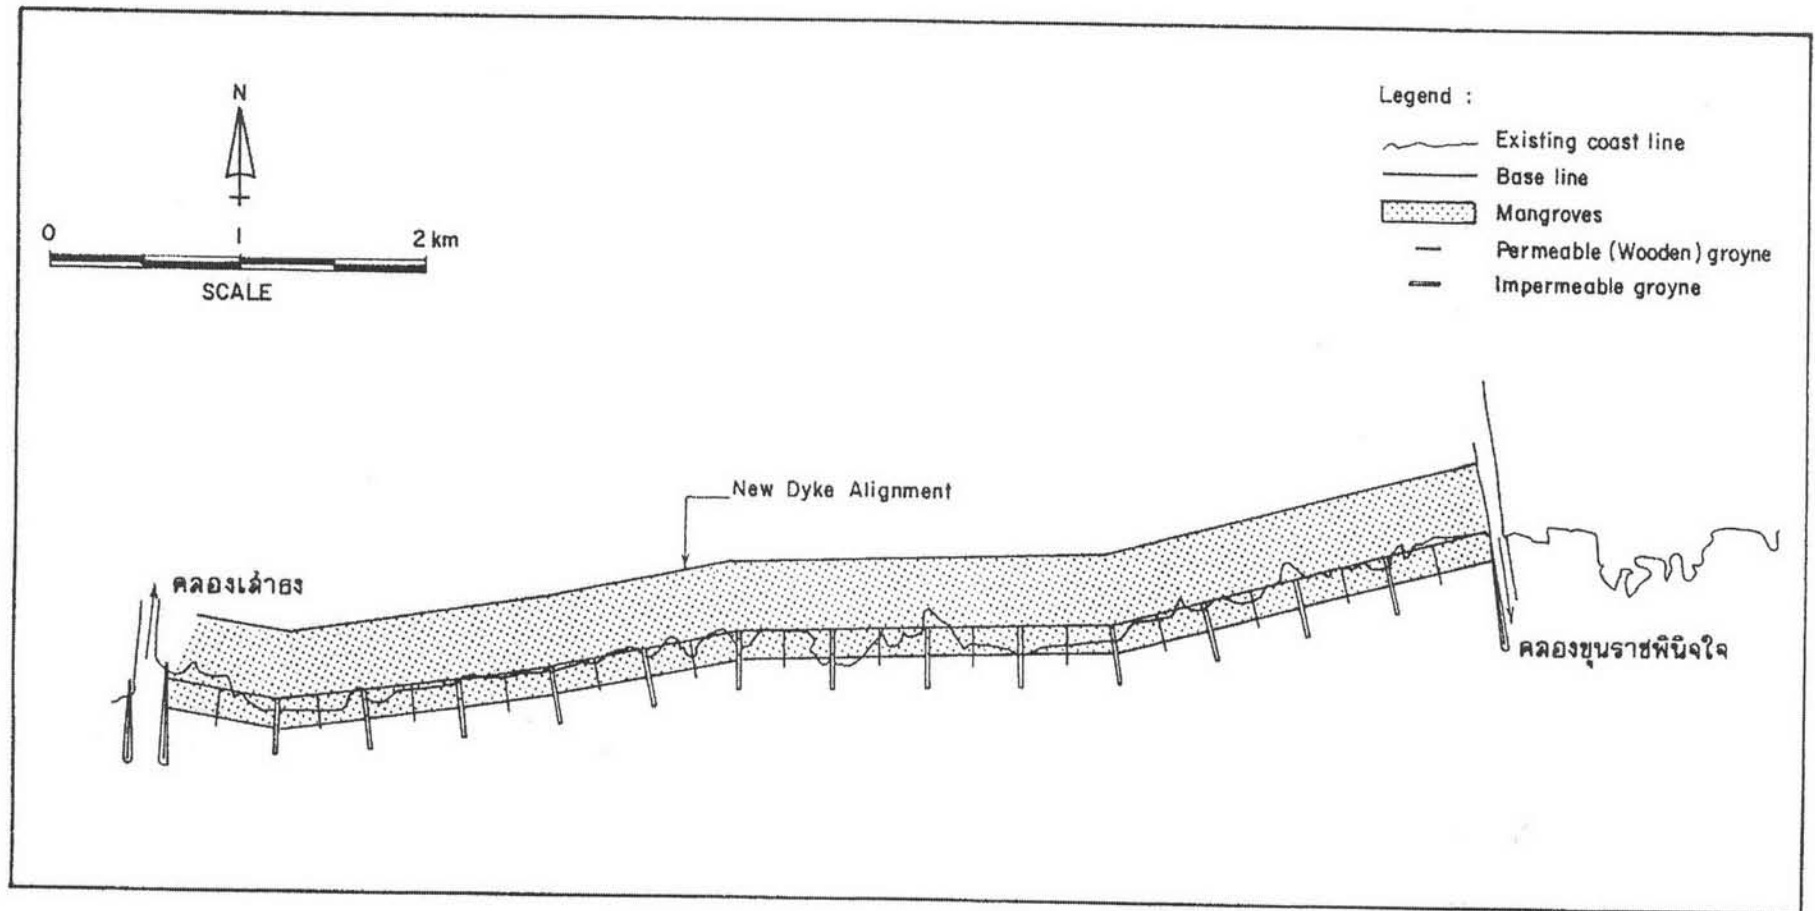 N
0 1 2 km
SCALE
Legend :
Existing coast line
Base line
Mangroves
Permeable (Wooden) groyne
Impermeable groyne
New Dyke Alignment
คลองเล้าธง
คลองขุนราชพินิจใจ